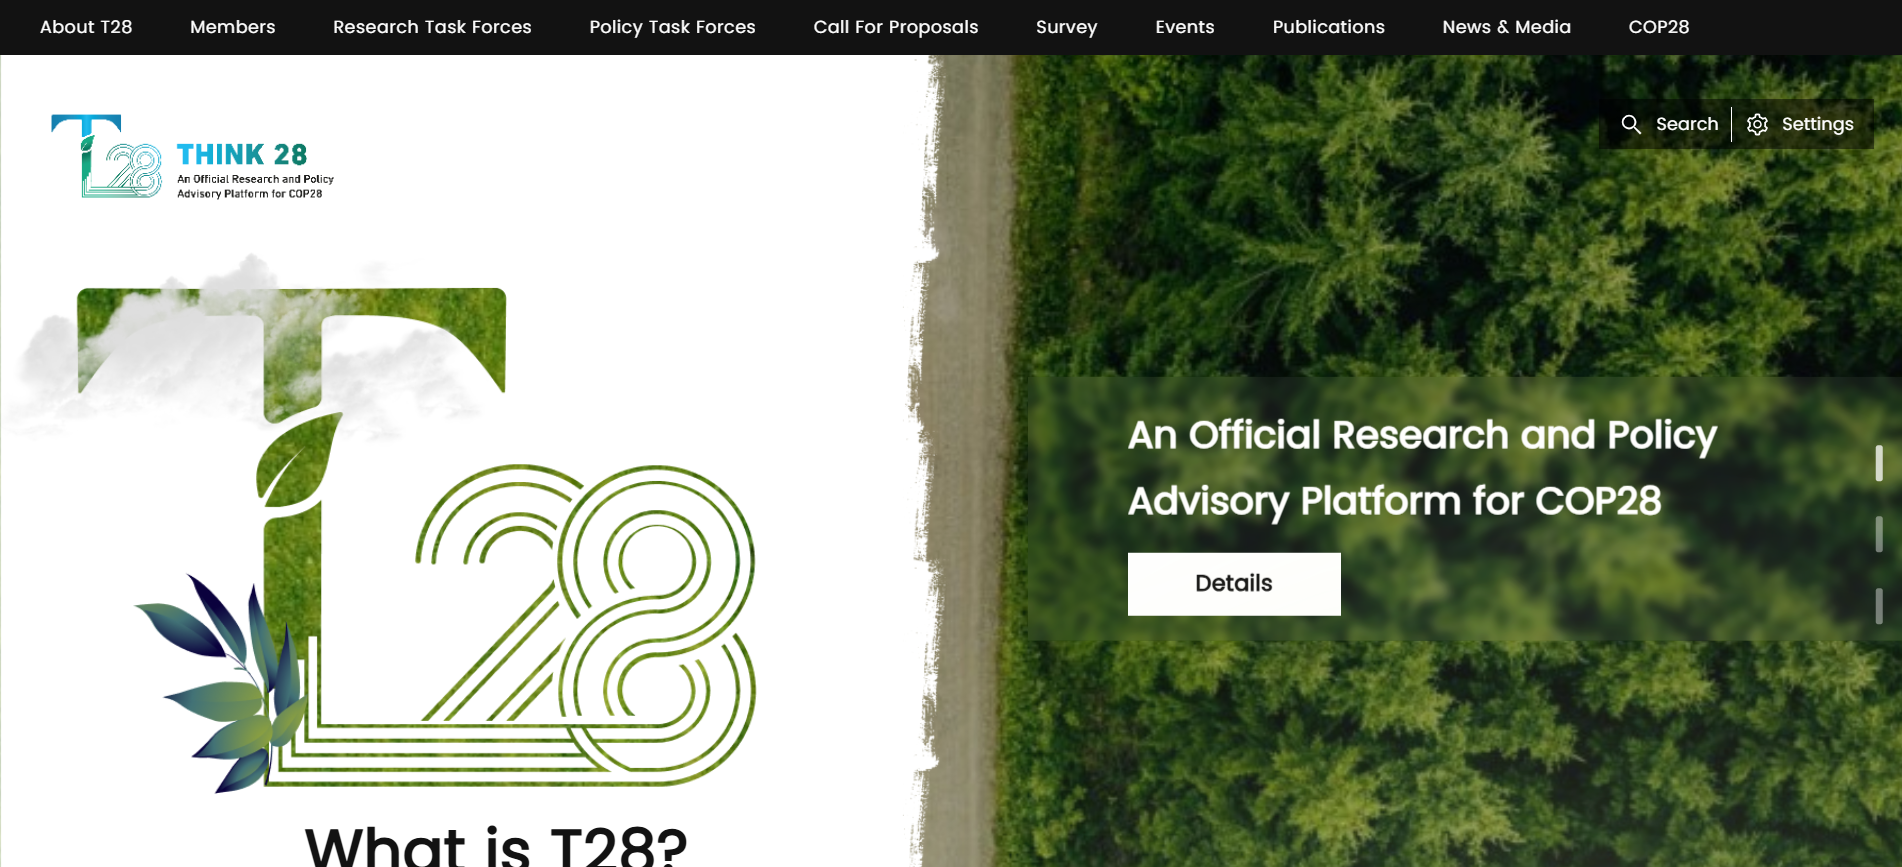 About T28 Members Research Task Forces Policy Task Forces Call For Proposals Survey Events Publications News & Media COP28
Search Settings
T28 THINK 28
An Official Research and Policy
Advisory Platform for COP28
T28
An Official Research and Policy
Advisory Platform for COP28
Details
What is T28?